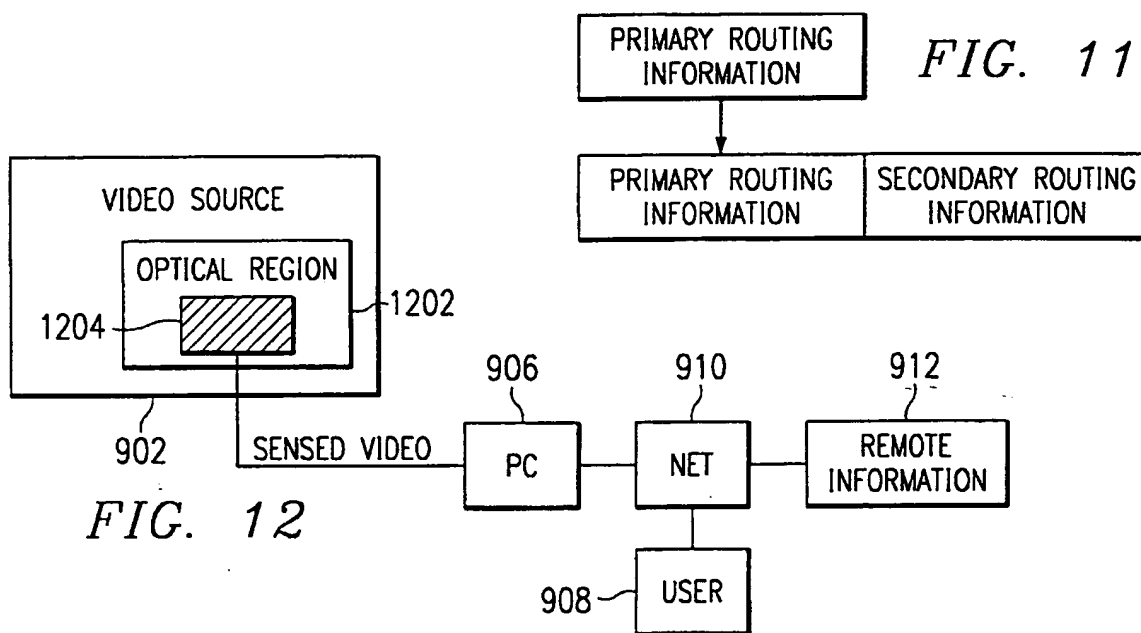 PRIMARY ROUTING
INFORMATION
FIG. 11
PRIMARY ROUTING
INFORMATION
SECONDARY ROUTING
INFORMATION
VIDEO SOURCE
OPTICAL REGION
1204
1202
902
SENSED VIDEO
906
PC
910
NET
912
REMOTE
INFORMATION
908
USER
FIG. 12